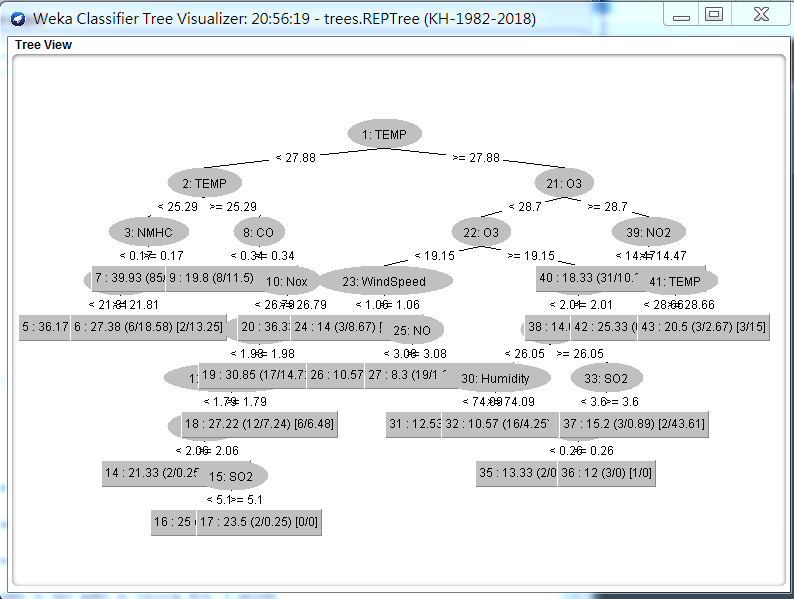 Weka Classifier Tree Visualizer: 20:56:19 - trees.REPTree (KH-1982-2018)
Tree View
1: TEMP
< 27.88 >= 27.88
2: TEMP 21: O3
< 25.29 >= 25.29 < 28.7 >= 28.7
3: NMHC 8: CO 22: O3 39: NO2
< 0.17 >= 0.17 < 0.34 >= 0.34 < 19.15 >= 19.15 < 14.47 >= 14.47
7 : 39.93 (85/ 9 : 19.8 (8/11.5) 10: Nox 23: WindSpeed 40 : 18.33 (31/10. 41: TEMP
< 21.81 >= 21.81 < 26.79 >= 26.79 < 1.06 >= 1.06 < 2.01 >= 2.01 < 28.66 >= 28.66
5 : 36.17 6 : 27.38 (6/18.58) [2/13.25] 20 : 36.3 24 : 14 (3/8.67) [ 25: NO 38 : 14. 42 : 25.33 ( 43 : 20.5 (3/2.67) [3/15]
< 1.98 >= 1.98 < 3.08 >= 3.08 < 26.05 >= 26.05
1 19 : 30.85 (17/14.7 26 : 10.57 27 : 8.3 (19/1 30: Humidity 33: SO2
< 1.79 >= 1.79 < 74.09 >= 74.09 < 3.6 >= 3.6
18 : 27.22 (12/7.24) [6/6.48] 31 : 12.53 32 : 10.57 (16/4.25) 37 : 15.2 (3/0.89) [2/43.61]
< 2.06 >= 2.06 < 0.26 >= 0.26
14 : 21.33 (2/0.25 15: SO2 35 : 13.33 (2/0 36 : 12 (3/0) [1/0]
< 5.1 >= 5.1
16 : 25 17 : 23.5 (2/0.25) [0/0]